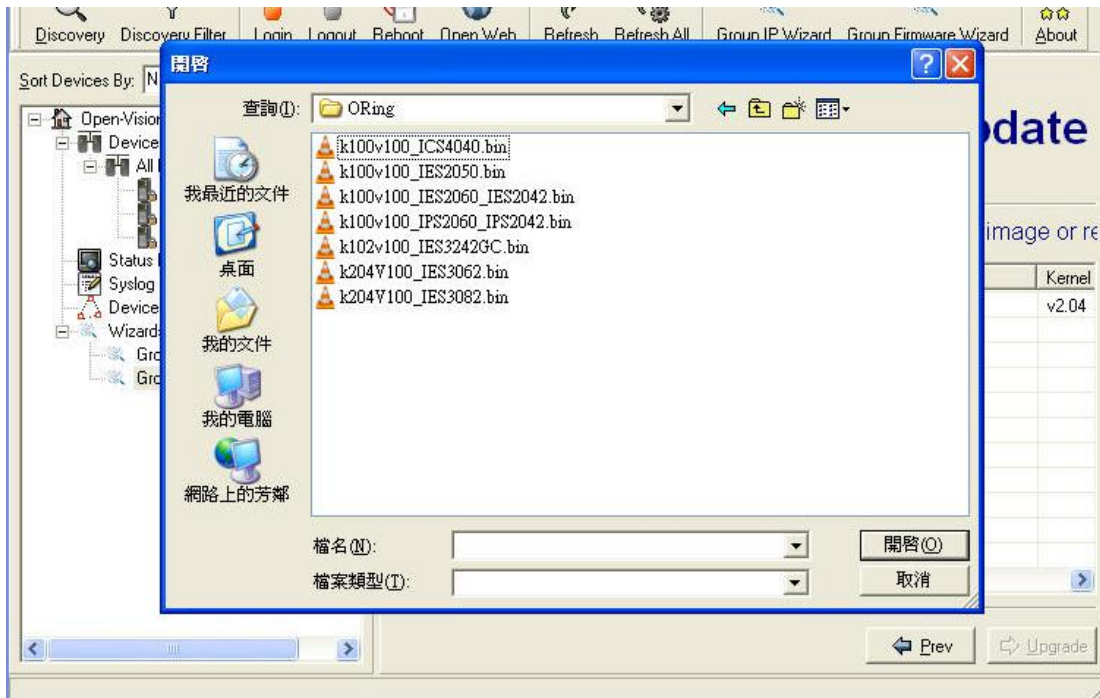 Discovery Discovery Filter Login Logout Reboot Open Web Refresh Refresh All Group IP Wizard Group Firmware Wizard About
Sort Devices By: N
開啓
查詢(I): ORing
Open-Vision
Device
All
Status
Syslog
Device
Wizards
Gro
Gro
我最近的文件
桌面
我的文件
我的電腦
網路上的芳鄰
k100v100_ICS4040.bin
k100v100_IES2050.bin
k100v100_IES2060_IES2042.bin
k100v100_IPS2060_IPS2042.bin
k102v100_IES3242GC.bin
k204V100_IES3062.bin
k204V100_IES3082.bin
檔名(N):
開啓(O)
檔案類型(T):
取消
pdate
image or re
Kernel
v2.04
Prev
Upgrade